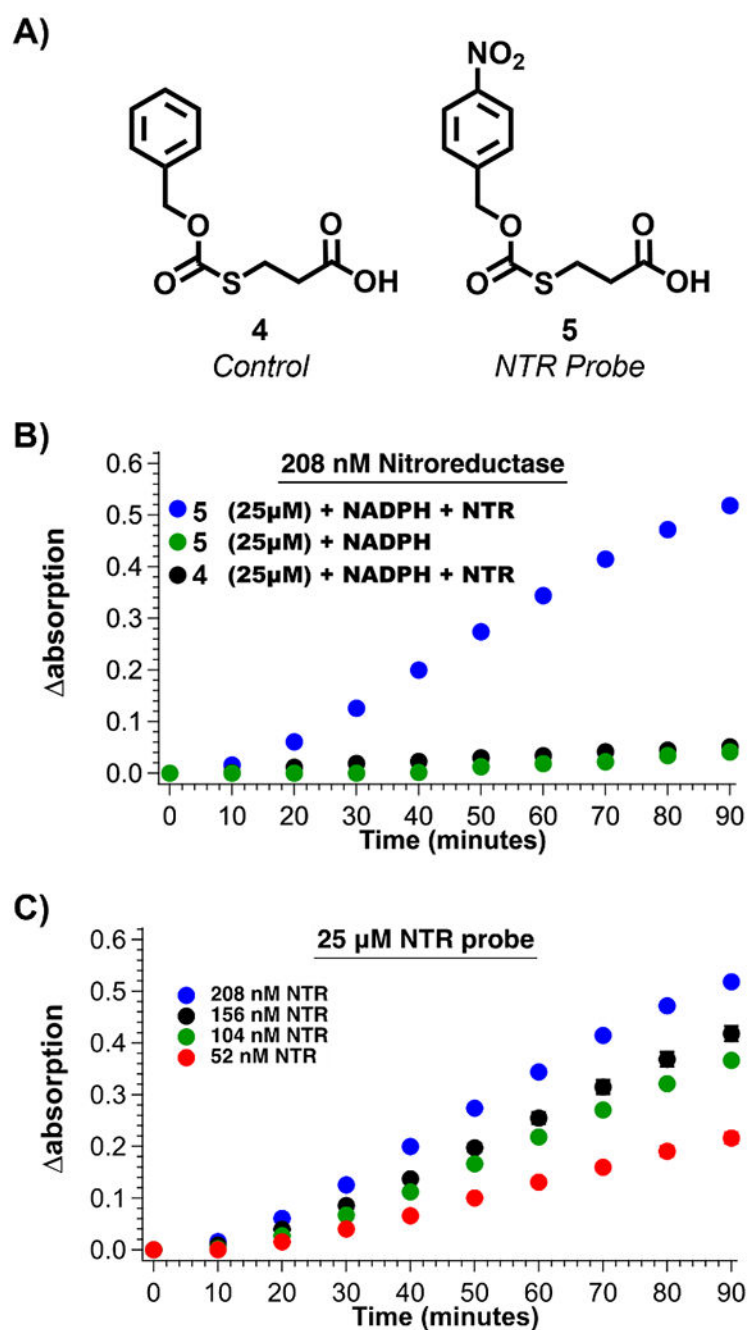 A)
NO₂
O
O
O
S
OH
4
Control
O
O
O
S
OH
5
NTR Probe
B)
208 nM Nitroreductase
5 (25μM) + NADPH + NTR
5 (25μM) + NADPH
4 (25μM) + NADPH + NTR
Δabsorption
0.6
0.5
0.4
0.3
0.2
0.1
0.0
0 10 20 30 40 50 60 70 80 90
Time (minutes)
C)
25 μM NTR probe
208 nM NTR
156 nM NTR
104 nM NTR
52 nM NTR
Δabsorption
0.6
0.5
0.4
0.3
0.2
0.1
0.0
0 10 20 30 40 50 60 70 80 90
Time (minutes)